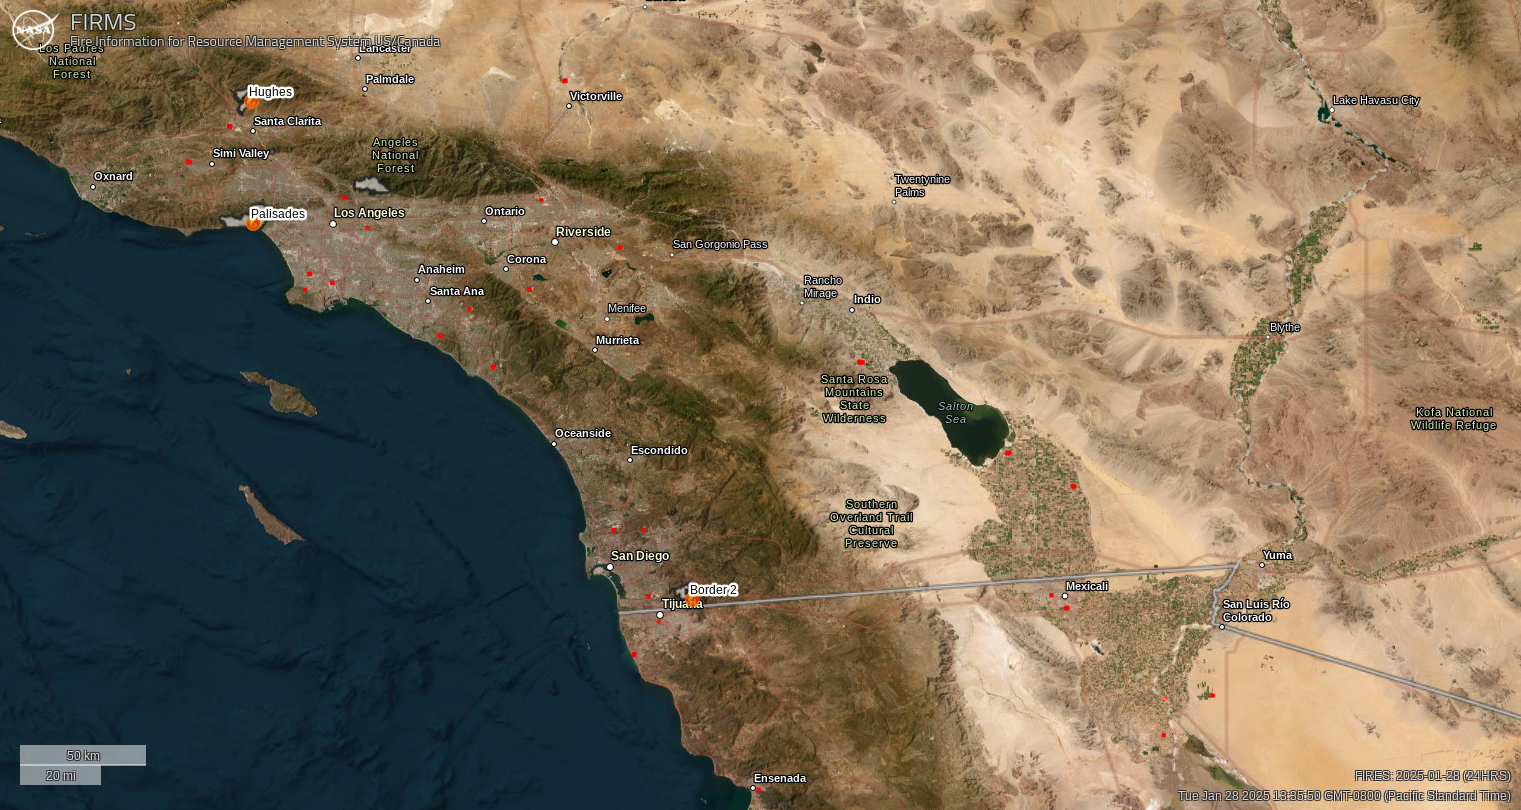 NASA
FIRMS
Fire Information for Resource Management System US/Canada
Los Padres
National
Forest
Lancaster
Palmdale
Victorville
Lake Havasu City
Hughes
Santa Clarita
Simi Valley
Angeles
National
Forest
Oxnard
Twentynine
Palms
Palisades
Los Angeles
Ontario
Riverside
San Gorgonio Pass
Corona
Anaheim
Santa Ana
Rancho
Mirage
Indio
Menifee
Murrieta
Blythe
Santa Rosa
Mountains
State
Wilderness
Salton
Sea
Kofa National
Wildlife Refuge
Oceanside
Escondido
Southern
Overland Trail
Cultural
Preserve
San Diego
Yuma
Border 2
Tijuana
Mexicali
San Luis Río
Colorado
Ensenada
50 km
20 mi
FIRES: 2025-01-28 (24HRS)
Tue Jan 28 2025 13:35:50 GMT-0800 (Pacific Standard Time)